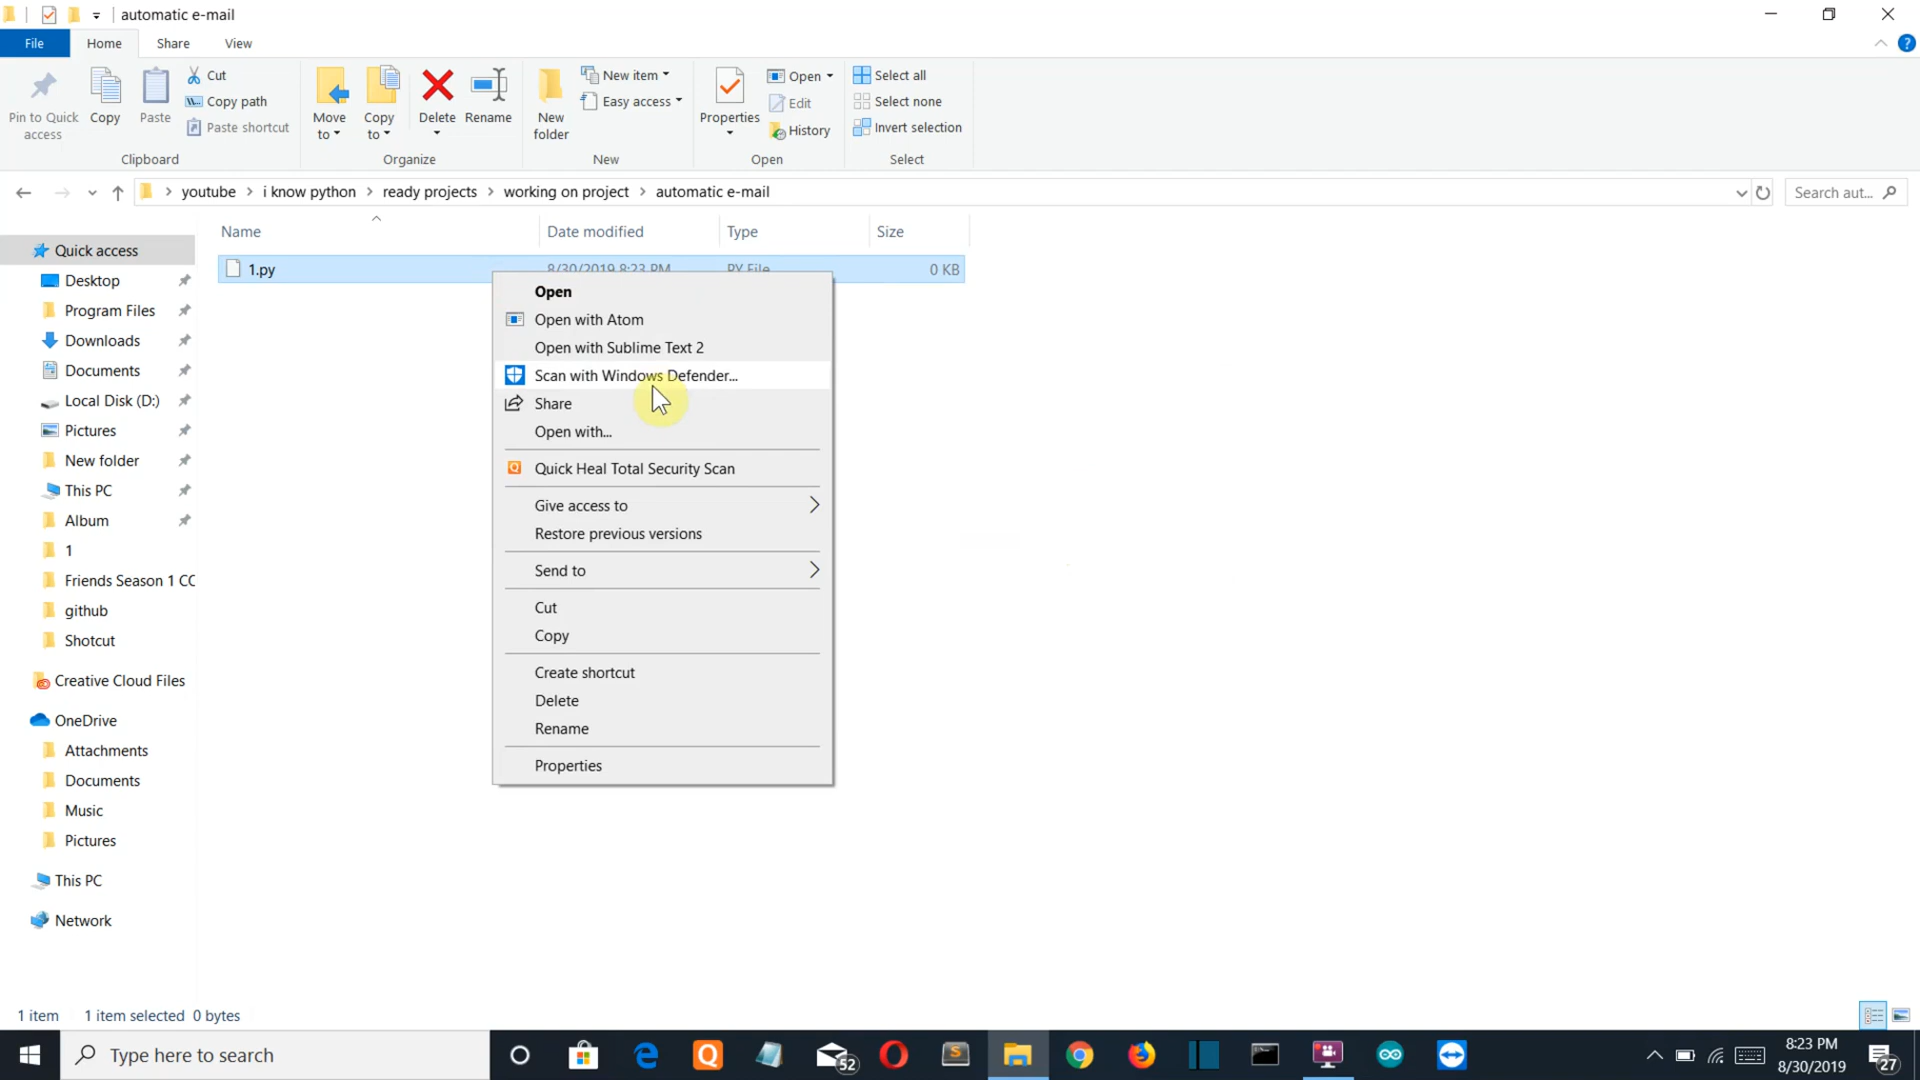 automatic e-mail
File
Home
Share
View
Pin to Quick access
Copy
Paste
Cut
Copy path
Paste shortcut
Clipboard
Move to
Copy to
Delete
Rename
Organize
New folder
New item
Easy access
New
Properties
Open
Edit
History
Open
Select all
Select none
Invert selection
Select
youtube > i know python > ready projects > working on project > automatic e-mail
Search aut...
Name
Date modified
Type
Size
1.py
8/30/2019 8:23 PM
PY File
0 KB
Quick access
Desktop
Program Files
Downloads
Documents
Local Disk (D:)
Pictures
New folder
This PC
Album
1
Friends Season 1 CC
github
Shotcut
Creative Cloud Files
OneDrive
Attachments
Documents
Music
Pictures
This PC
Network
Open
Open with Atom
Open with Sublime Text 2
Scan with Windows Defender...
Share
Open with...
Quick Heal Total Security Scan
Give access to
Restore previous versions
Send to
Cut
Copy
Create shortcut
Delete
Rename
Properties
1 item
1 item selected 0 bytes
Type here to search
52
8:23 PM
8/30/2019
27